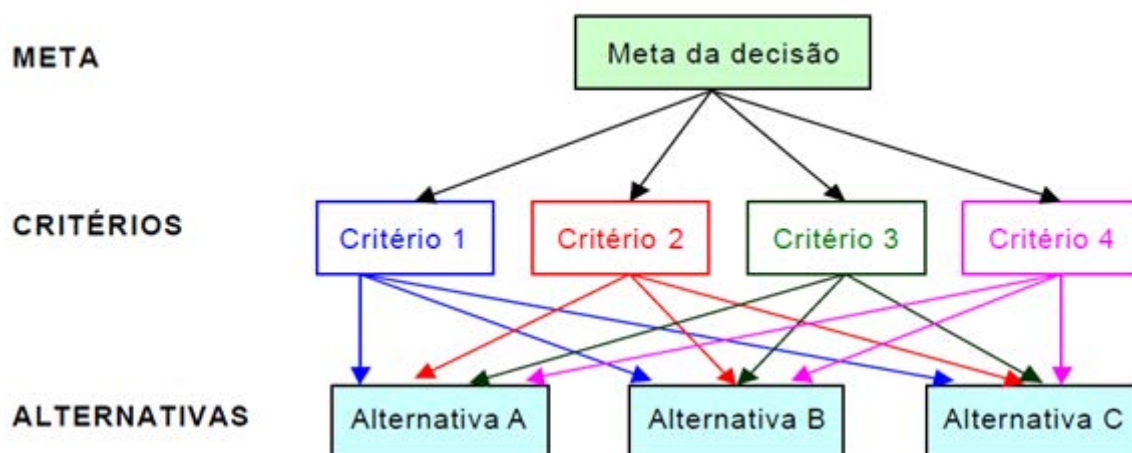 META
Meta da decisão
CRITÉRIOS
Critério 1
Critério 2
Critério 3
Critério 4
ALTERNATIVAS
Alternativa A
Alternativa B
Alternativa C